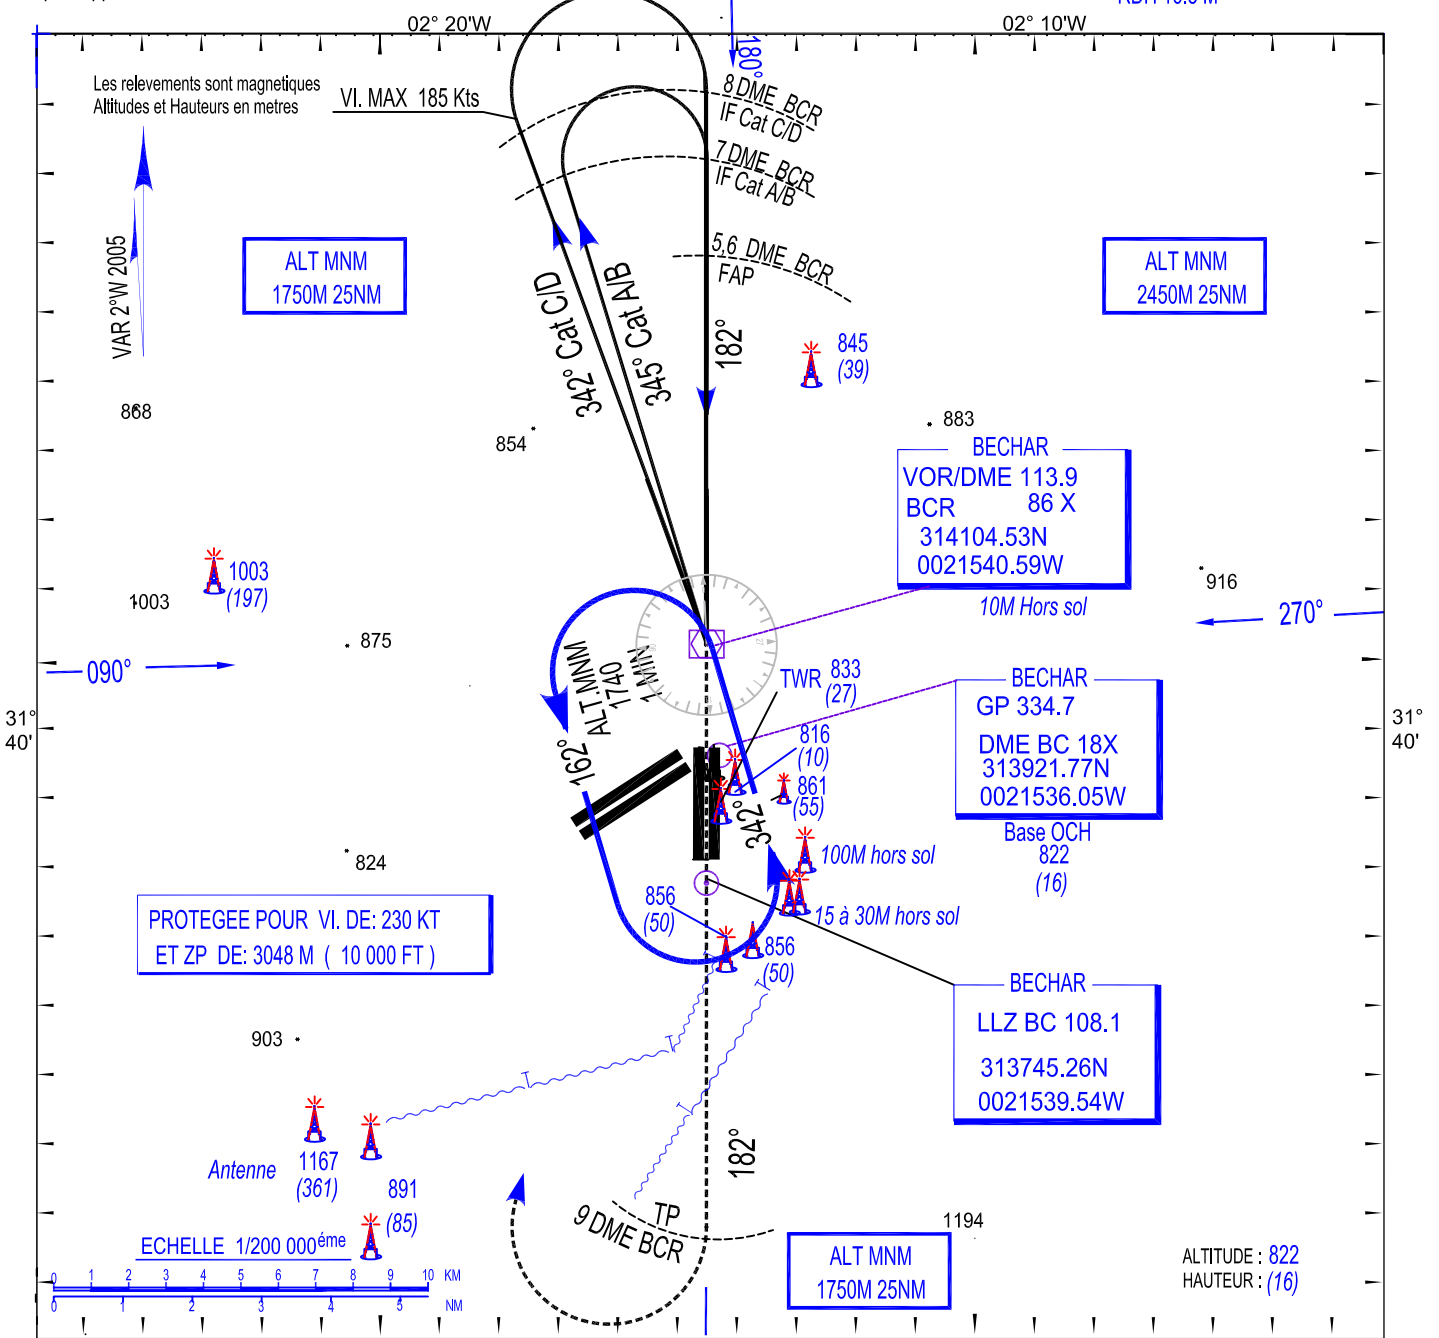 02° 20'W
02° 10'W
180°
Les relevements sont magnetiques
Altitudes et Hauteurs en metres
VI. MAX 185 Kts
8 DME BCR
IF Cat C/D
7 DME BCR
IF Cat A/B
5,6 DME BCR
FAP
VAR 2°W 2005
ALT MNM
1750M 25NM
ALT MNM
2450M 25NM
342° Cat C/D
345° Cat A/B
182°
845
(39)
868
854
883
BECHAR
VOR/DME 113.9
BCR 86 X
314104.53N
0021540.59W
10M Hors sol
1003
(197)
1003
916
875
270°
090°
ALT.MNM
1740
1 MIN
TWR 833
(27)
816
(10)
861
(55)
BECHAR
GP 334.7
DME BC 18X
313921.77N
0021536.05W
Base OCH
822
(16)
31°
40'
31°
40'
162°
342°
824
100M hors sol
15 à 30M hors sol
856
(50)
856
(50)
PROTEGEE POUR VI. DE: 230 KT
ET ZP DE: 3048 M ( 10 000 FT )
903
BECHAR
LLZ BC 108.1
313745.26N
0021539.54W
182°
Antenne
1167
(361)
891
(85)
TP
9 DME BCR
1194
ECHELLE 1/200 000éme
0 1 2 3 4 5 6 7 8 9 10 KM
0 1 2 3 4 5 NM
ALT MNM
1750M 25NM
ALTITUDE : 822
HAUTEUR : (16)